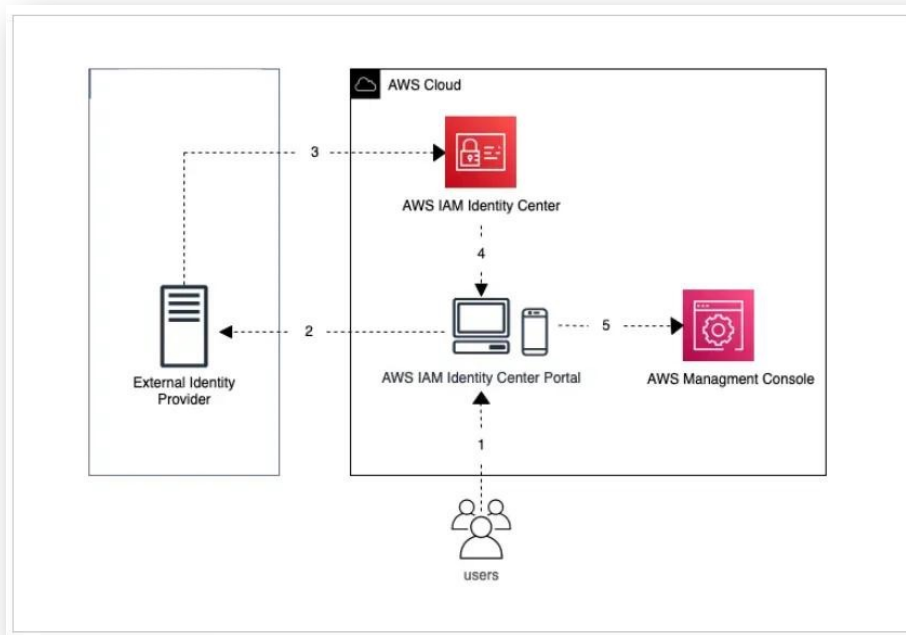 AWS Cloud
3
AWS IAM Identity Center
4
2
5
External Identity
Provider
AWS IAM Identity Center Portal
AWS Managment Console
1
users